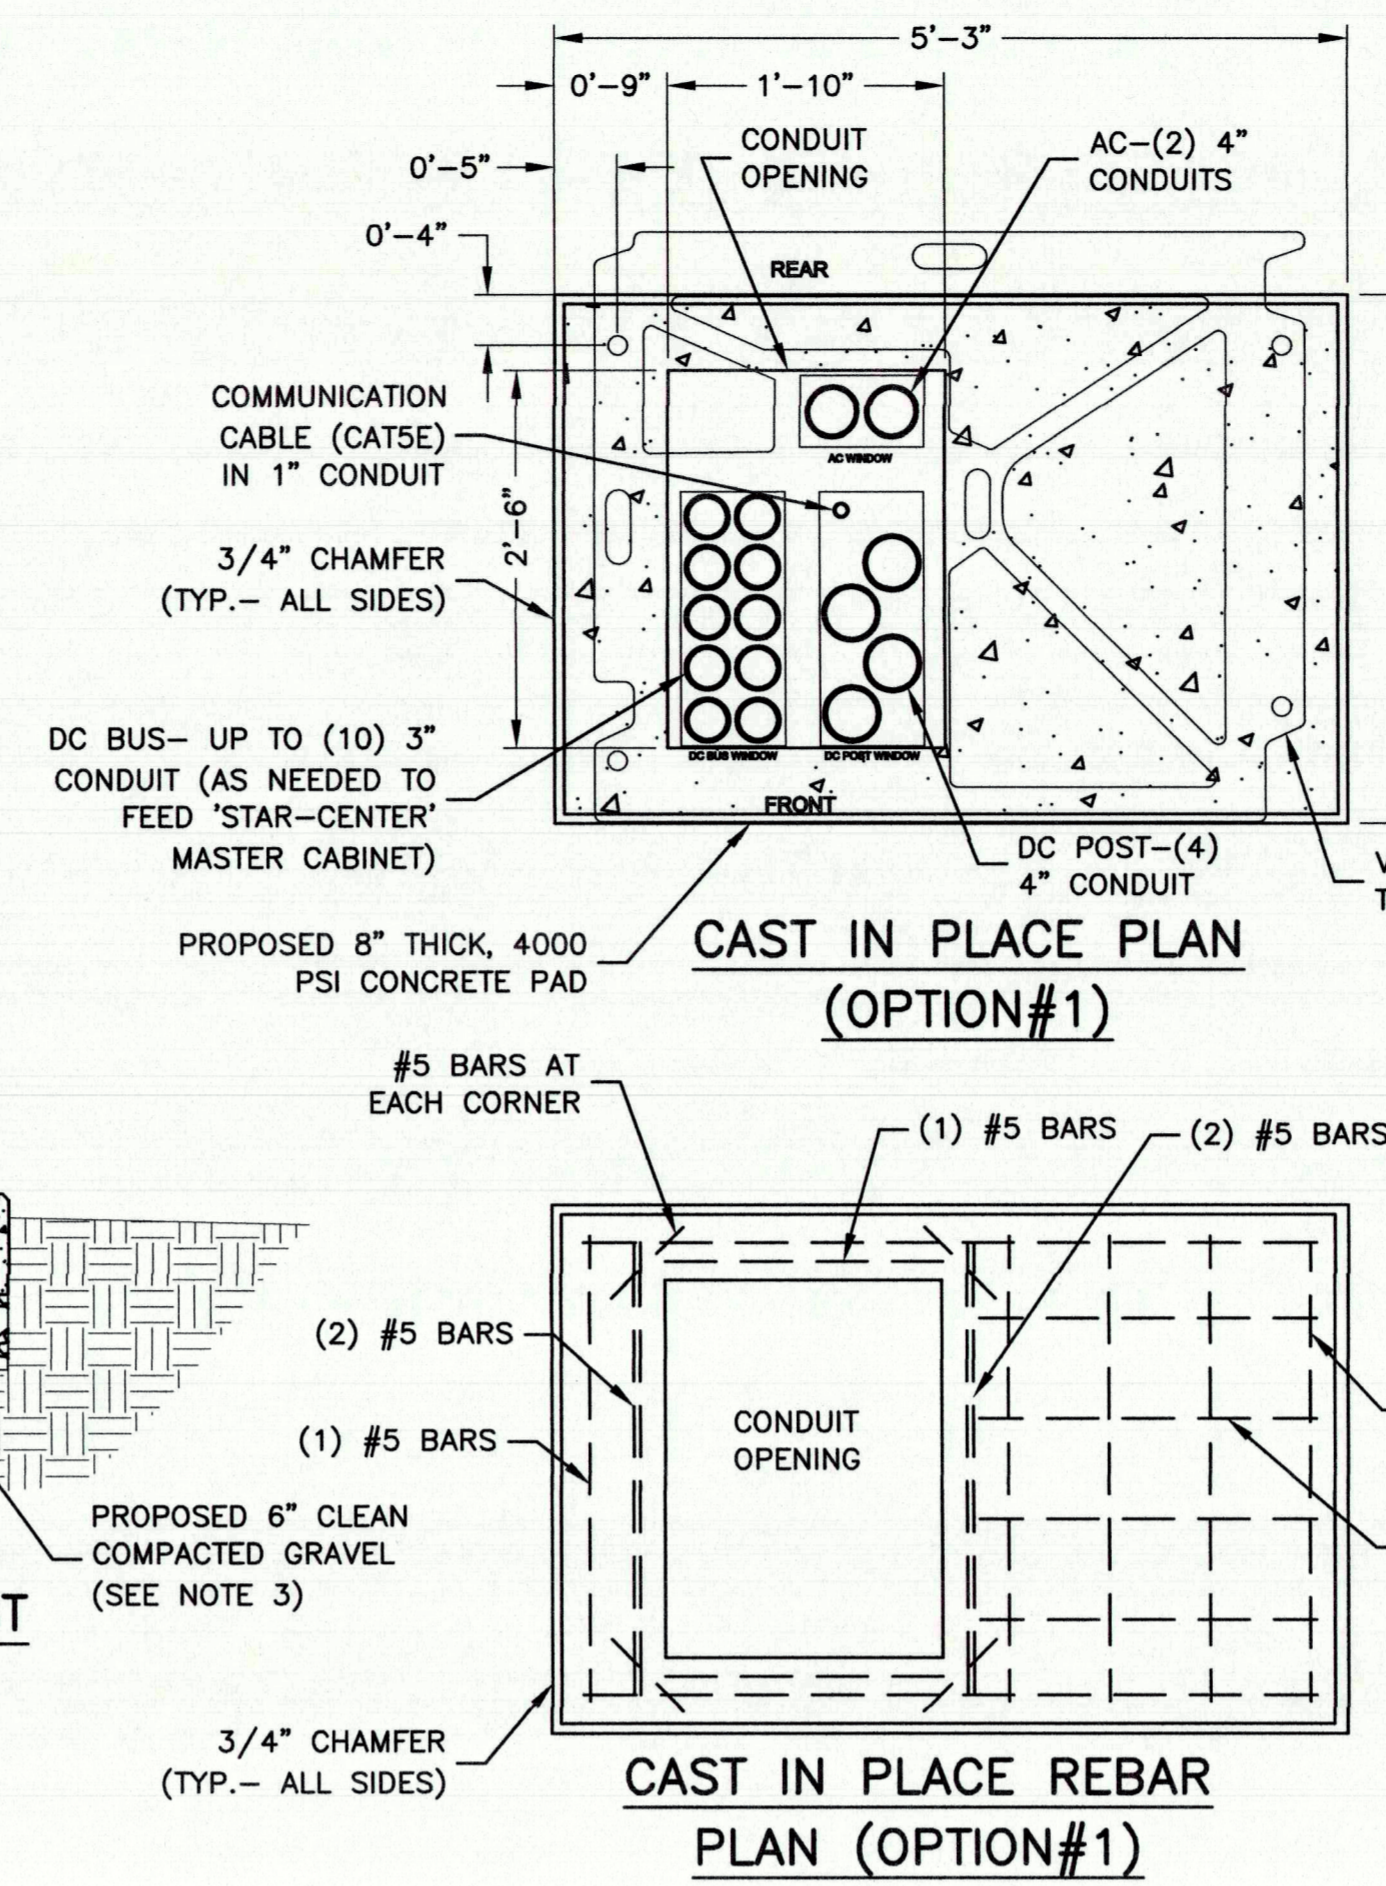 5'-3"
0'-9"
1'-10"
0'-5"
0'-4"
CONDUIT
OPENING
AC-(2) 4"
CONDUITS
REAR
COMMUNICATION
CABLE (CAT5E)
IN 1" CONDUIT
AC WINDOW
2'-6"
3/4" CHAMFER
(TYP.- ALL SIDES)
DC BUS- UP TO (10) 3"
CONDUIT (AS NEEDED TO
FEED 'STAR-CENTER'
MASTER CABINET)
DC BUS WINDOW
DC POST WINDOW
FRONT
DC POST-(4)
4" CONDUIT
PROPOSED 8" THICK, 4000
PSI CONCRETE PAD
CAST IN PLACE PLAN
(OPTION#1)
#5 BARS AT
EACH CORNER
(1) #5 BARS
(2) #5 BARS
(2) #5 BARS
(1) #5 BARS
CONDUIT
OPENING
PROPOSED 6" CLEAN
COMPACTED GRAVEL
(SEE NOTE 3)
T
3/4" CHAMFER
(TYP.- ALL SIDES)
CAST IN PLACE REBAR
PLAN (OPTION#1)